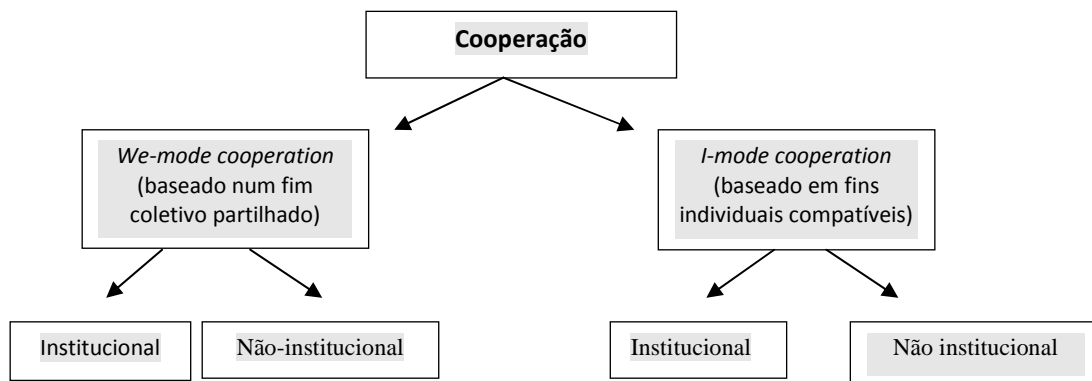 Cooperação
We-mode cooperation
(baseado num fim
coletivo partilhado)
I-mode cooperation
(baseado em fins
individuais compatíveis)
Institucional
Não-institucional
Institucional
Não institucional